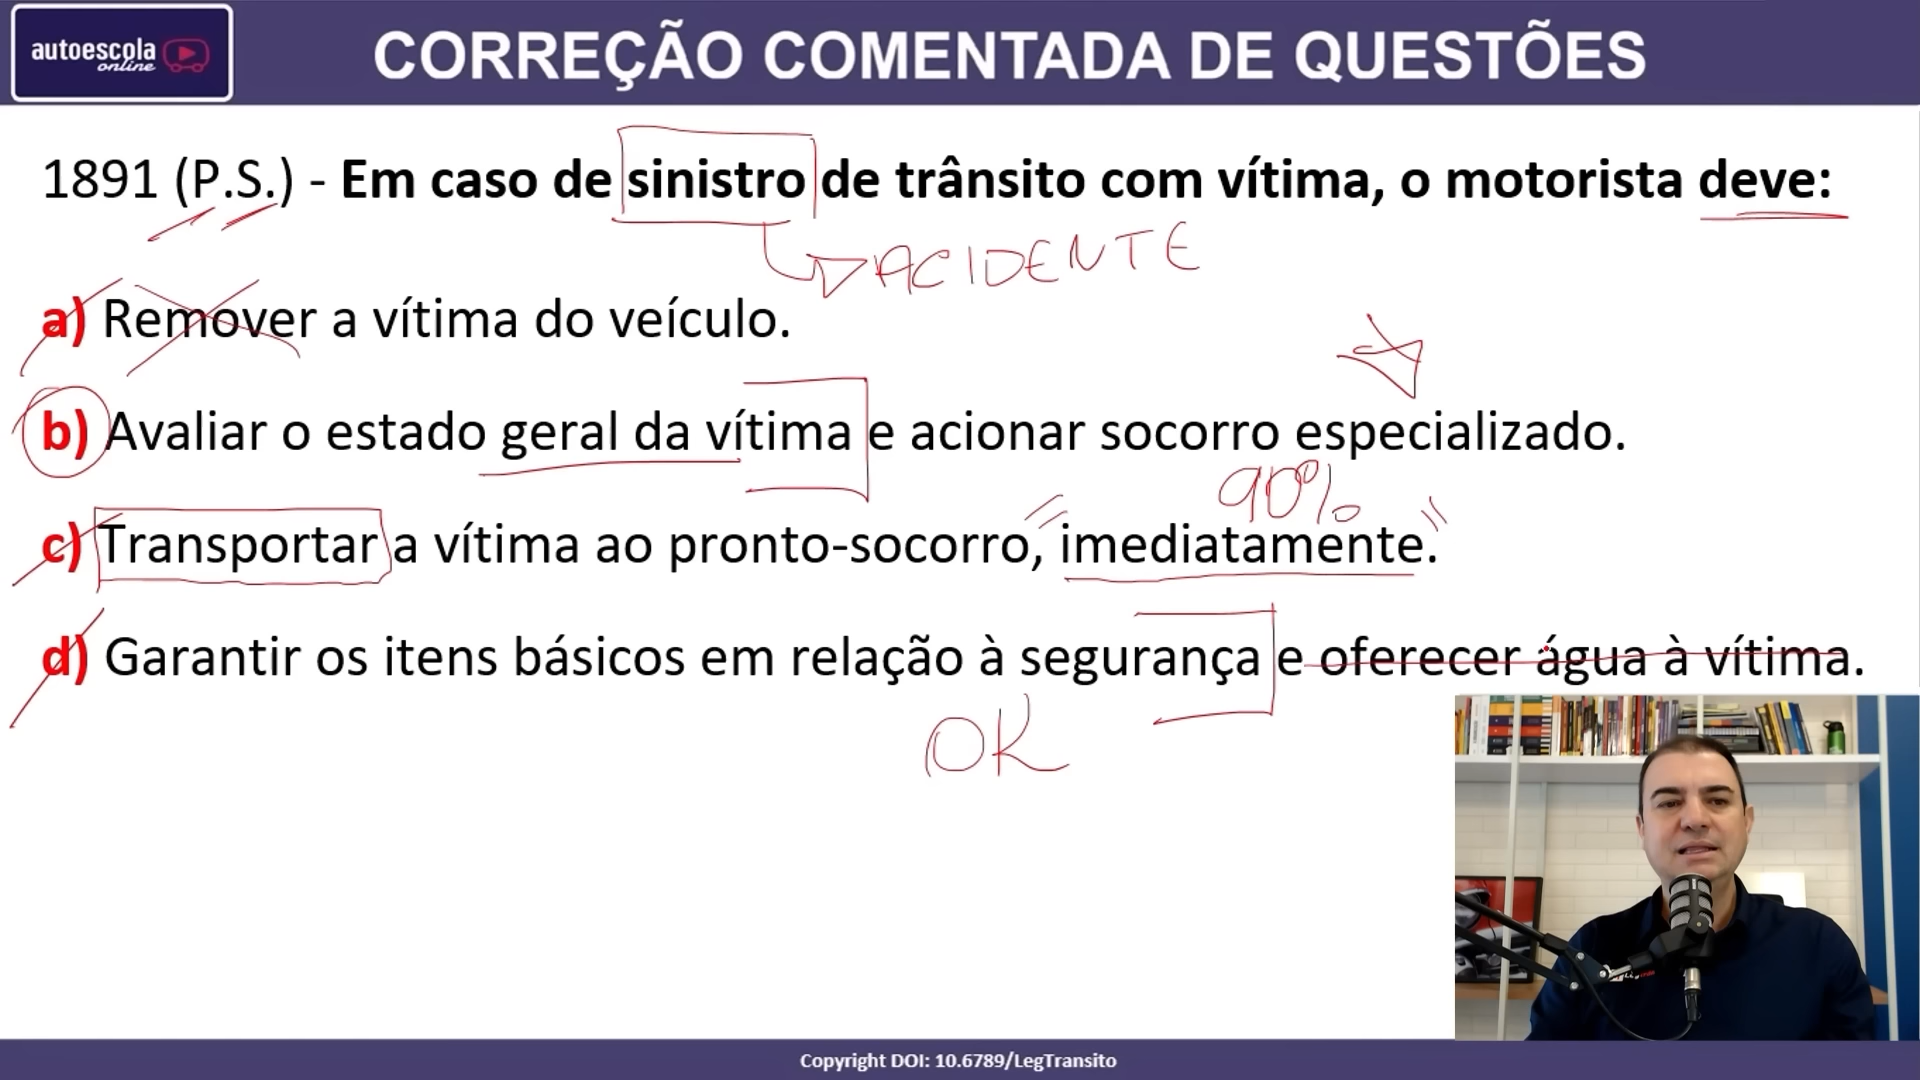 autoescola
online
CORREÇÃO COMENTADA DE QUESTÕES
1891 (P.S.) - Em caso de sinistro de trânsito com vítima, o motorista deve:
ACIDENTE
a) Remover a vítima do veículo.
b) Avaliar o estado geral da vítima e acionar socorro especializado.
90%
c) Transportar a vítima ao pronto-socorro, "imediatamente."
d) Garantir os itens básicos em relação à segurança e oferecer água à vítima.
OK
Copyright DOI: 10.6789/LegTransito